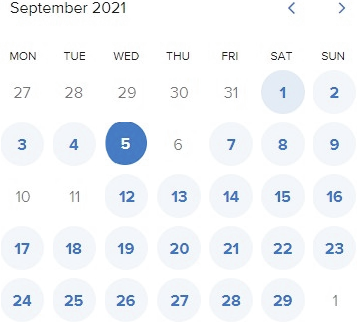 September 2021
MON TUE WED THU FRI SAT SUN
27 28 29 30 31 1 2
3 4 5 6 7 8 9
10 11 12 13 14 15 16
17 18 19 20 21 22 23
24 25 26 27 28 29 1